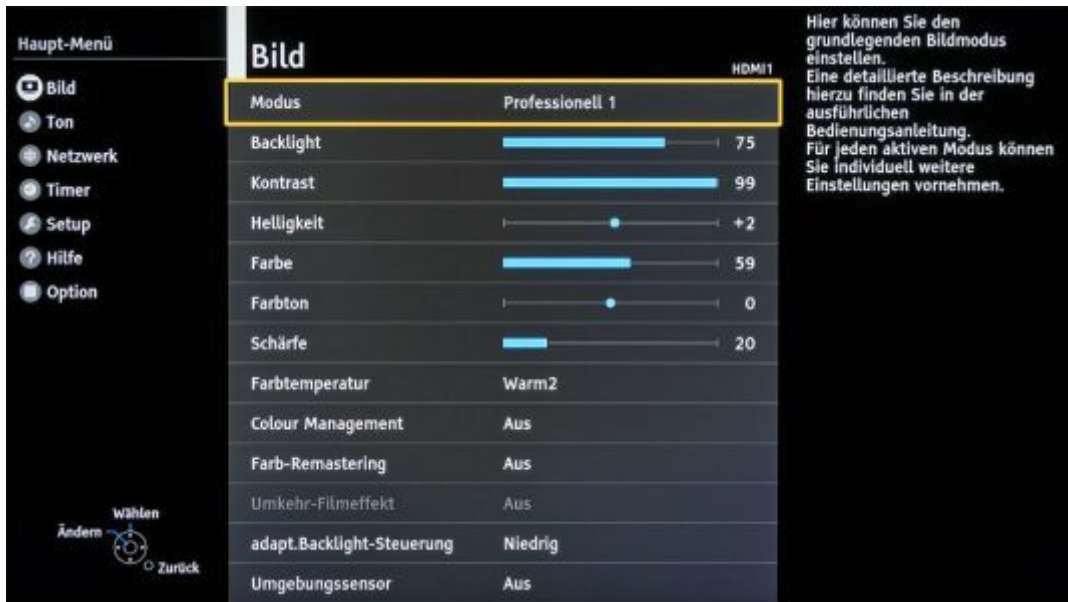 Haupt-Menü
Bild
Ton
Netzwerk
Timer
Setup
Hilfe
Option
Wählen
Ändern
Zurück
Bild
HDMI1
Modus Professionell 1
Backlight 75
Kontrast 99
Helligkeit +2
Farbe 59
Farbton 0
Schärfe 20
Farbtemperatur Warm2
Colour Management Aus
Farb-Remastering Aus
Umkehr-Filmeffekt Aus
adapt.Backlight-Steuerung Niedrig
Umgebungssensor Aus
Hier können Sie den
grundlegenden Bildmodus
einstellen.
Eine detaillierte Beschreibung
hierzu finden Sie in der
ausführlichen
Bedienungsanleitung.
Für jeden aktiven Modus können
Sie individuell weitere
Einstellungen vornehmen.